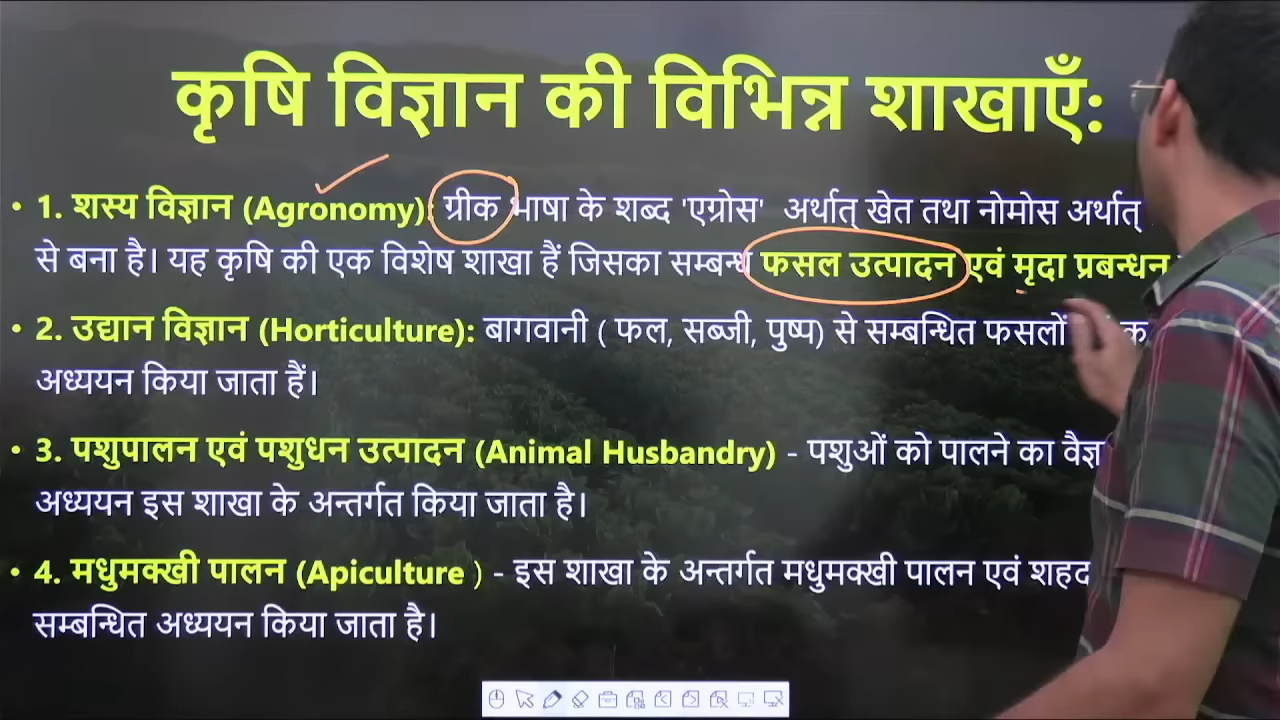 कृषि विज्ञान की विभिन्न शाखाएँ:
• 1. शस्य विज्ञान (Agronomy): ग्रीक भाषा के शब्द 'एग्रोस' अर्थात् खेत तथा नोमोस अर्थात्
से बना है। यह कृषि की एक विशेष शाखा हैं जिसका सम्बन्ध फसल उत्पादन एवं मृदा प्रबन्धन
• 2. उद्यान विज्ञान (Horticulture): बागवानी ( फल, सब्जी, पुष्प) से सम्बन्धित फसलों
अध्ययन किया जाता हैं।
• 3. पशुपालन एवं पशुधन उत्पादन (Animal Husbandry) - पशुओं को पालने का
अध्ययन इस शाखा के अन्तर्गत किया जाता है।
• 4. मधुमक्खी पालन (Apiculture ) - इस शाखा के अन्तर्गत मधुमक्खी पालन एवं शहद
सम्बन्धित अध्ययन किया जाता है।